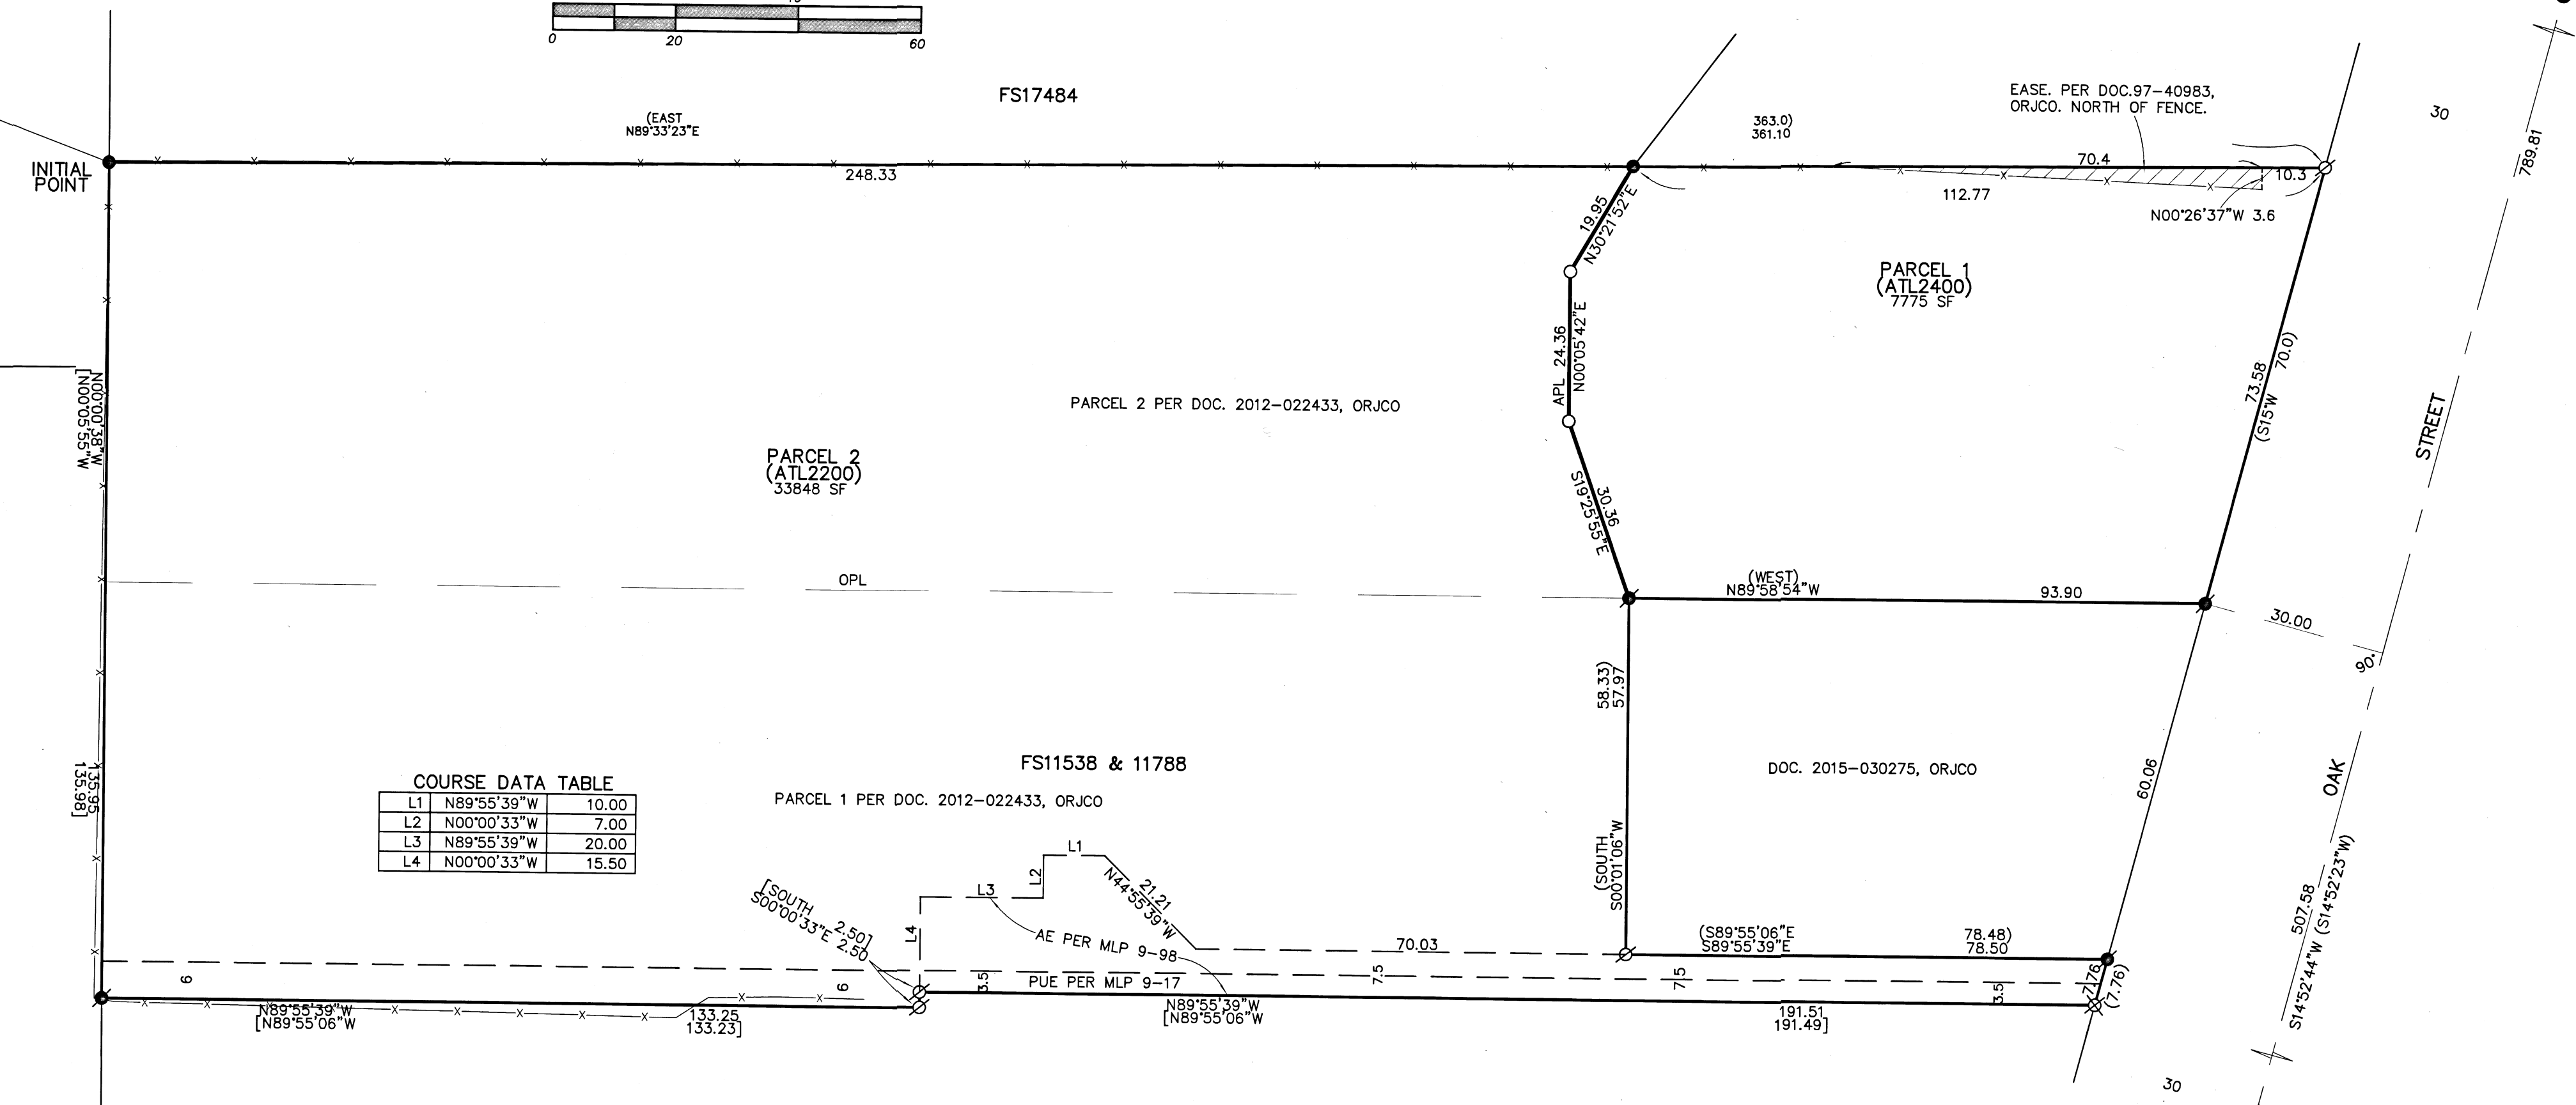 0
20
60
FS17484
(EAST
N89°33'23"E
363.0)
361.10
EASE. PER DOC.97-40983,
ORJCO. NORTH OF FENCE.
30
789.81
INITIAL
POINT
248.33
70.4
10.3
112.77
N00°26'37"W 3.6
19.95
N30°21'52"E
PARCEL 1
(ATL2400)
7775 SF
APL 24.36
N00°05'42"E
73.58
(S15°W 70.0)
STREET
N00°00'38"W
[N00°05'55"W
PARCEL 2 PER DOC. 2012-022433, ORJCO
PARCEL 2
(ATL2200)
33848 SF
30.36
S19°25'55"E
OPL
(WEST)
N89°58'54"W
93.90
30.00
90°
58.33)
57.97
135.95
135.98]
FS11538 & 11788
DOC. 2015-030275, ORJCO
60.06
OAK
COURSE DATA TABLE
L1 N89°55'39"W 10.00
L2 N00°00'33"W 7.00
L3 N89°55'39"W 20.00
L4 N00°00'33"W 15.50
PARCEL 1 PER DOC. 2012-022433, ORJCO
L1
L2
L3
L4
21.21
N44°55'39"W
(SOUTH
S00°01'06"W
[SOUTH 2.50]
S00°00'33"E 2.50
AE PER MLP 9-98
70.03
(S89°55'06"E 78.48)
S89°55'39"E 78.50
507.58
S14°52'44"W (S14°52'23"W)
6
6
3.5
PUE PER MLP 9-17
7.5
7.5
3.5
7.76
(7.76)
N89°55'39"W
[N89°55'06"W
133.25
133.23]
N89°55'39"W
[N89°55'06"W
191.51
191.49]
30